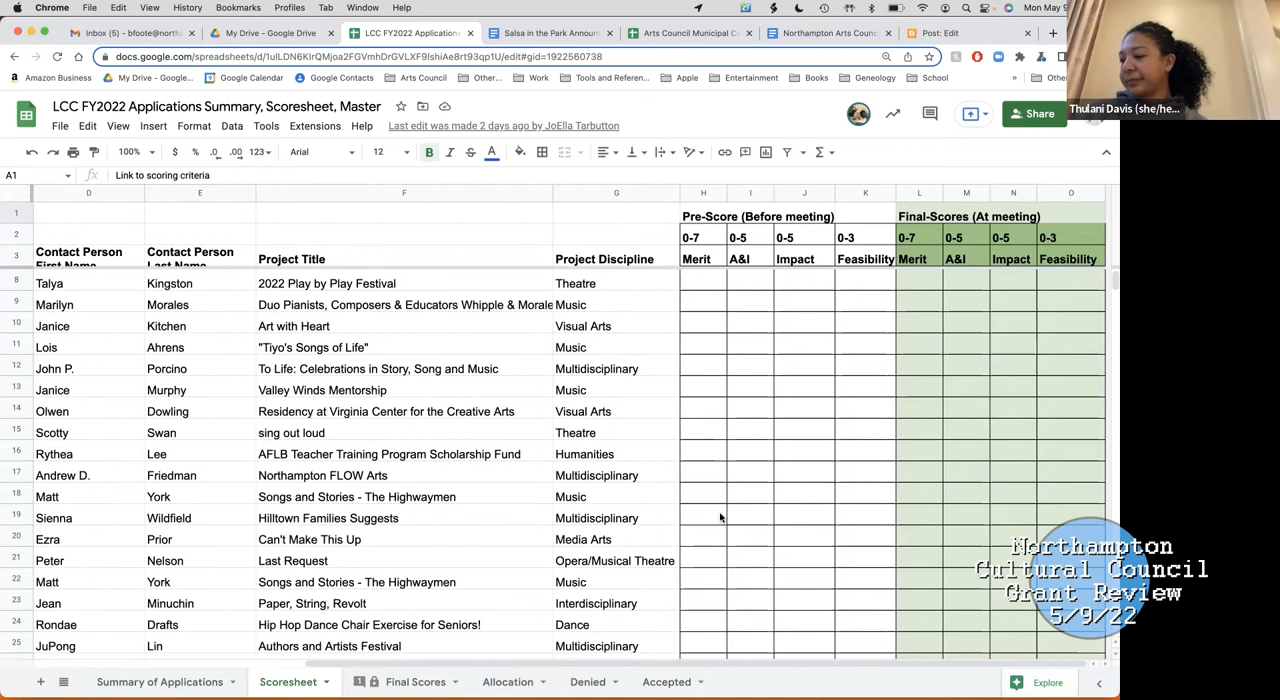 Chrome File Edit View History Bookmarks Profiles Tab Window Help Mon May 9
Inbox (5) - bfoote@north My Drive - Google Drive LCC FY2022 Applications Salsa in the Park Announ Arts Council Municipal C Northampton Arts Counc Post: Edit
docs.google.com/spreadsheets/d/1ulLDN6KIrQMjoa2FGVmhDrGVLXF9lshiAe8rt93qp1U/edit#gid=1922560738
Amazon Business My Drive - Google... Google Calendar Google Contacts Arts Council Other... Work Tools and Referen... Apple Entertainment Books Geneology School » Othe
LCC FY2022 Applications Summary, Scoresheet, Master
Share
File Edit View Insert Format Data Tools Extensions Help Last edit was made 2 days ago by JoElla Tarbutton
100% $ % .0 .00 123 Arial 12 B I S A
A1 fx Link to scoring criteria
D E F G H I J K L M N O
1 Pre-Score (Before meeting) Final-Scores (At meeting)
2 0-7 0-5 0-5 0-3 0-7 0-5 0-5 0-3
3 Contact Person First Name Contact Person Last Name Project Title Project Discipline Merit A&I Impact Feasibility Merit A&I Impact Feasibility
8 Talya Kingston 2022 Play by Play Festival Theatre
9 Marilyn Morales Duo Pianists, Composers & Educators Whipple & Morale Music
10 Janice Kitchen Art with Heart Visual Arts
11 Lois Ahrens "Tiyo's Songs of Life" Music
12 John P. Porcino To Life: Celebrations in Story, Song and Music Multidisciplinary
13 Janice Murphy Valley Winds Mentorship Music
14 Olwen Dowling Residency at Virginia Center for the Creative Arts Visual Arts
15 Scotty Swan sing out loud Theatre
16 Rythea Lee AFLB Teacher Training Program Scholarship Fund Humanities
17 Andrew D. Friedman Northampton FLOW Arts Multidisciplinary
18 Matt York Songs and Stories - The Highwaymen Music
19 Sienna Wildfield Hilltown Families Suggests Multidisciplinary
20 Ezra Prior Can't Make This Up Media Arts
21 Peter Nelson Last Request Opera/Musical Theatre
22 Matt York Songs and Stories - The Highwaymen Music
23 Jean Minuchin Paper, String, Revolt Interdisciplinary
24 Rondae Drafts Hip Hop Dance Chair Exercise for Seniors! Dance
25 JuPong Lin Authors and Artists Festival Multidisciplinary
Summary of Applications Scoresheet 1 Final Scores Allocation Denied Accepted Explore
Thulani Davis (she/he...
Northampton
Cultural Council
Grant Review
5/9/22